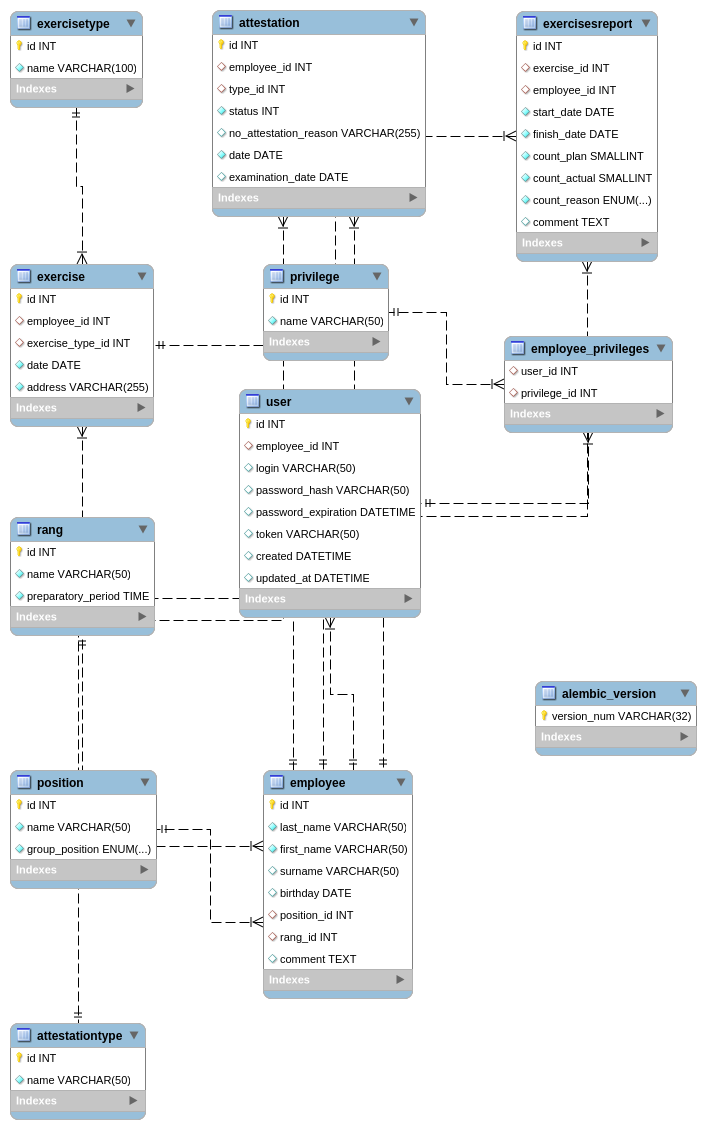 exercisetype
id INT
name VARCHAR(100)
Indexes
attestation
id INT
employee_id INT
type_id INT
status INT
no_attestation_reason VARCHAR(255)
date DATE
examination_date DATE
Indexes
exercisesreport
id INT
exercise_id INT
employee_id INT
start_date DATE
finish_date DATE
count_plan SMALLINT
count_actual SMALLINT
count_reason ENUM(...)
comment TEXT
Indexes
exercise
id INT
employee_id INT
exercise_type_id INT
date DATE
address VARCHAR(255)
Indexes
privilege
id INT
name VARCHAR(50)
Indexes
employee_privileges
user_id INT
privilege_id INT
Indexes
user
id INT
employee_id INT
login VARCHAR(50)
password_hash VARCHAR(50)
password_expiration DATETIME
token VARCHAR(50)
created DATETIME
updated_at DATETIME
Indexes
rang
id INT
name VARCHAR(50)
preparatory_period TIME
Indexes
alembic_version
version_num VARCHAR(32)
Indexes
position
id INT
name VARCHAR(50)
group_position ENUM(...)
Indexes
employee
id INT
last_name VARCHAR(50)
first_name VARCHAR(50)
surname VARCHAR(50)
birthday DATE
position_id INT
rang_id INT
comment TEXT
Indexes
attestationtype
id INT
name VARCHAR(50)
Indexes